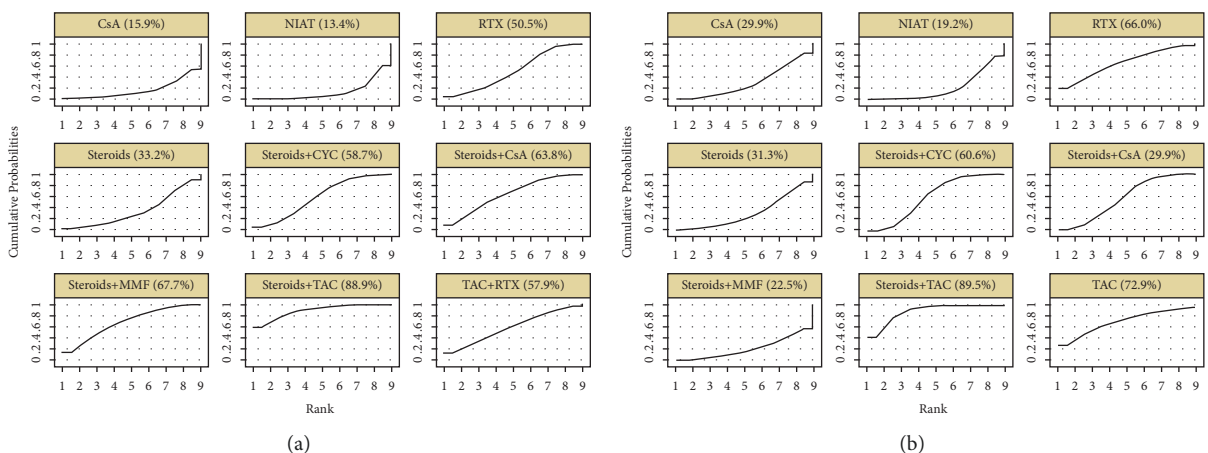 CsA (15.9%) NIAT (13.4%) RTX (50.5%)
0 .2.4.6.8 1 0 .2.4.6.8 1 0 .2.4.6.8 1
1 2 3 4 5 6 7 8 9 1 2 3 4 5 6 7 8 9 1 2 3 4 5 6 7 8 9
Cumulative Probabilities
Steroids (33.2%) Steroids+CYC (58.7%) Steroids+CsA (63.8%)
0 .2.4.6.8 1 0 .2.4.6.8 1 0 .2.4.6.8 1
1 2 3 4 5 6 7 8 9 1 2 3 4 5 6 7 8 9 1 2 3 4 5 6 7 8 9
Steroids+MMF (67.7%) Steroids+TAC (88.9%) TAC+RTX (57.9%)
0 .2.4.6.8 1 0 .2.4.6.8 1 0 .2.4.6.8 1
1 2 3 4 5 6 7 8 9 1 2 3 4 5 6 7 8 9 1 2 3 4 5 6 7 8 9
Rank
(a)
CsA (29.9%) NIAT (19.2%) RTX (66.0%)
0 .2.4.6.8 1 0 .2.4.6.8 1 0 .2.4.6.8 1
1 2 3 4 5 6 7 8 9 1 2 3 4 5 6 7 8 9 1 2 3 4 5 6 7 8 9
Cumulative Probabilities
Steroids (31.3%) Steroids+CYC (60.6%) Steroids+CsA (29.9%)
0 .2.4.6.8 1 0 .2.4.6.8 1 0 .2.4.6.8 1
1 2 3 4 5 6 7 8 9 1 2 3 4 5 6 7 8 9 1 2 3 4 5 6 7 8 9
Steroids+MMF (22.5%) Steroids+TAC (89.5%) TAC (72.9%)
0 .2.4.6.8 1 0 .2.4.6.8 1 0 .2.4.6.8 1
1 2 3 4 5 6 7 8 9 1 2 3 4 5 6 7 8 9 1 2 3 4 5 6 7 8 9
Rank
(b)